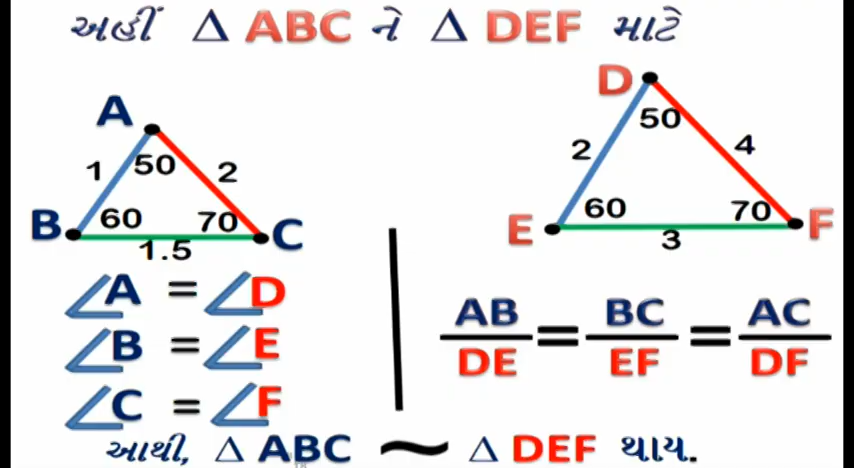 અહીં Δ ABC ને Δ DEF માટે
A
50
1
2
B
60
70
C
1.5
D
50
2
4
E
60
70
F
3
∠A = ∠D
∠B = ∠E
∠C = ∠F
AB/DE = BC/EF = AC/DF
આથી, Δ ABC ~ Δ DEF થાય.